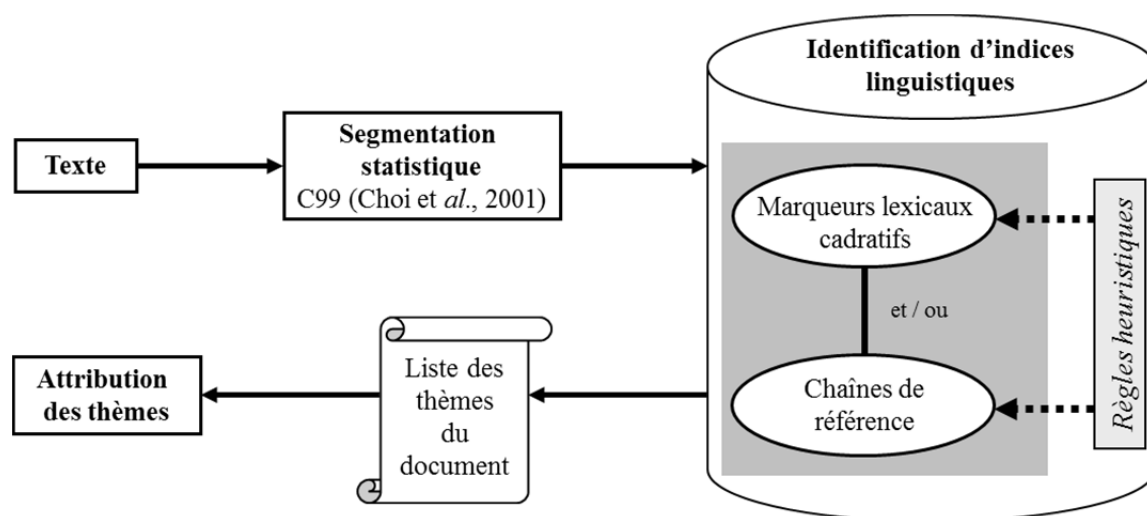 Texte
Segmentation
statistique
C99 (Choi et al., 2001)
Identification d’indices
linguistiques
Marqueurs lexicaux
cadratifs
et / ou
Chaînes de
référence
Règles heuristiques
Liste des
thèmes
du
document
Attribution
des thèmes